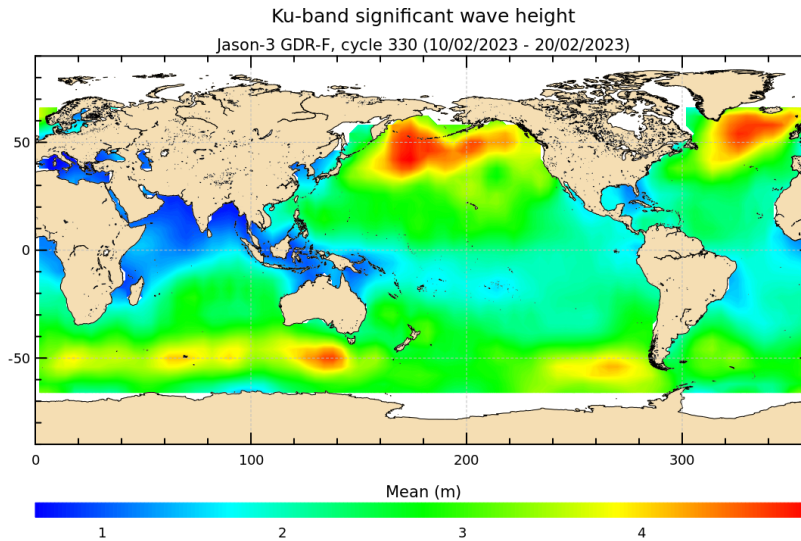 Ku-band significant wave height
Jason-3 GDR-F, cycle 330 (10/02/2023 - 20/02/2023)
50
0
-50
0 100 200 300
Mean (m)
1 2 3 4